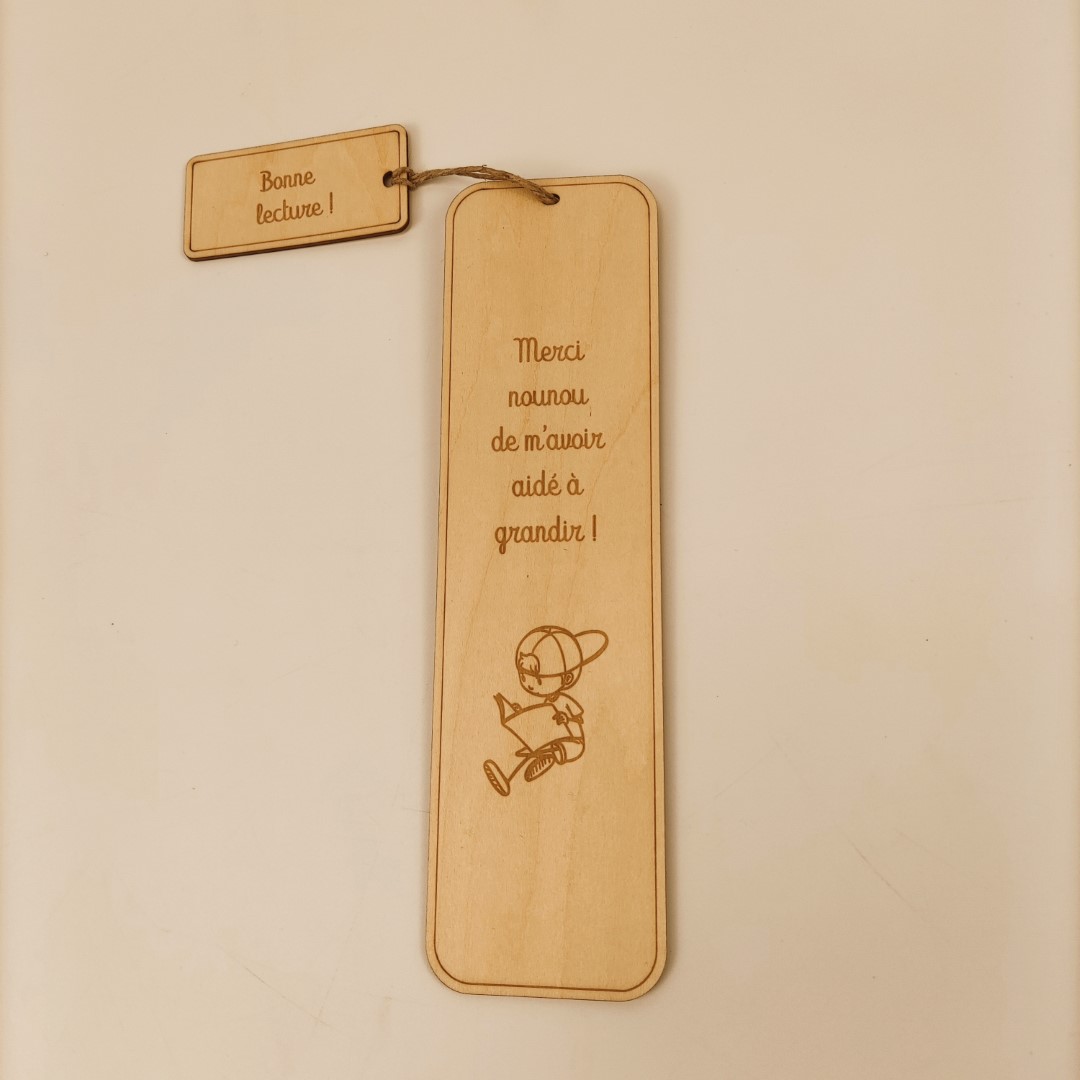 Bonne
lecture !
Merci
nounou
de m'avoir
aidé à
grandir !